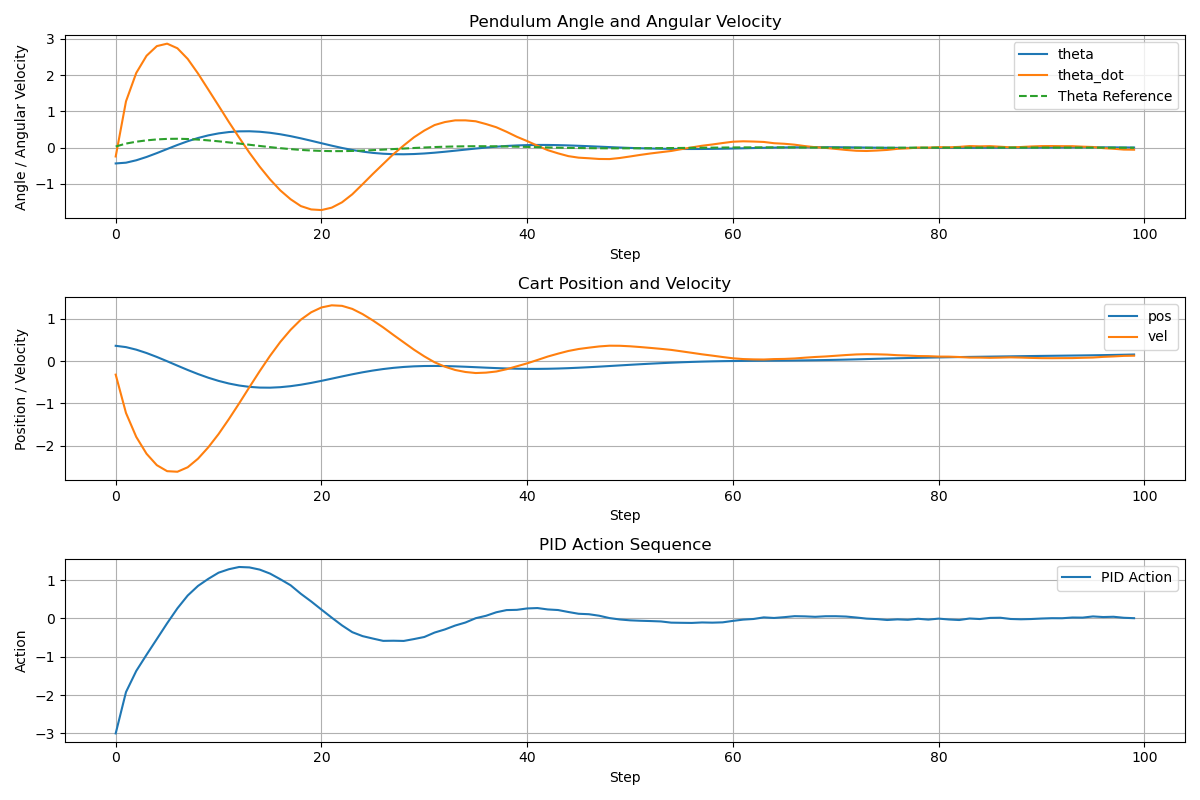 Pendulum Angle and Angular Velocity
Angle / Angular Velocity
3
2
1
0
−1
theta
theta_dot
Theta Reference
0
20
40
60
80
100
Step
Cart Position and Velocity
Position / Velocity
1
0
−1
−2
pos
vel
0
20
40
60
80
100
Step
PID Action Sequence
Action
1
0
−1
−2
−3
PID Action
0
20
40
60
80
100
Step